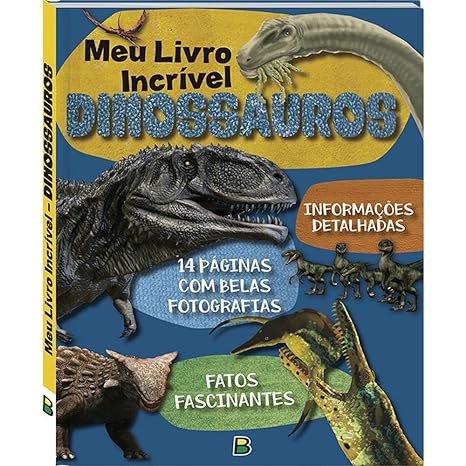 Meu Livro
Incrível
DINOSSAUROS
INFORMAÇÕES
DETALHADAS
14 PÁGINAS
COM BELAS
FOTOGRAFIAS
FATOS
FASCINANTES
B
Meu Livro Incrível - DINOSSAUROS
B